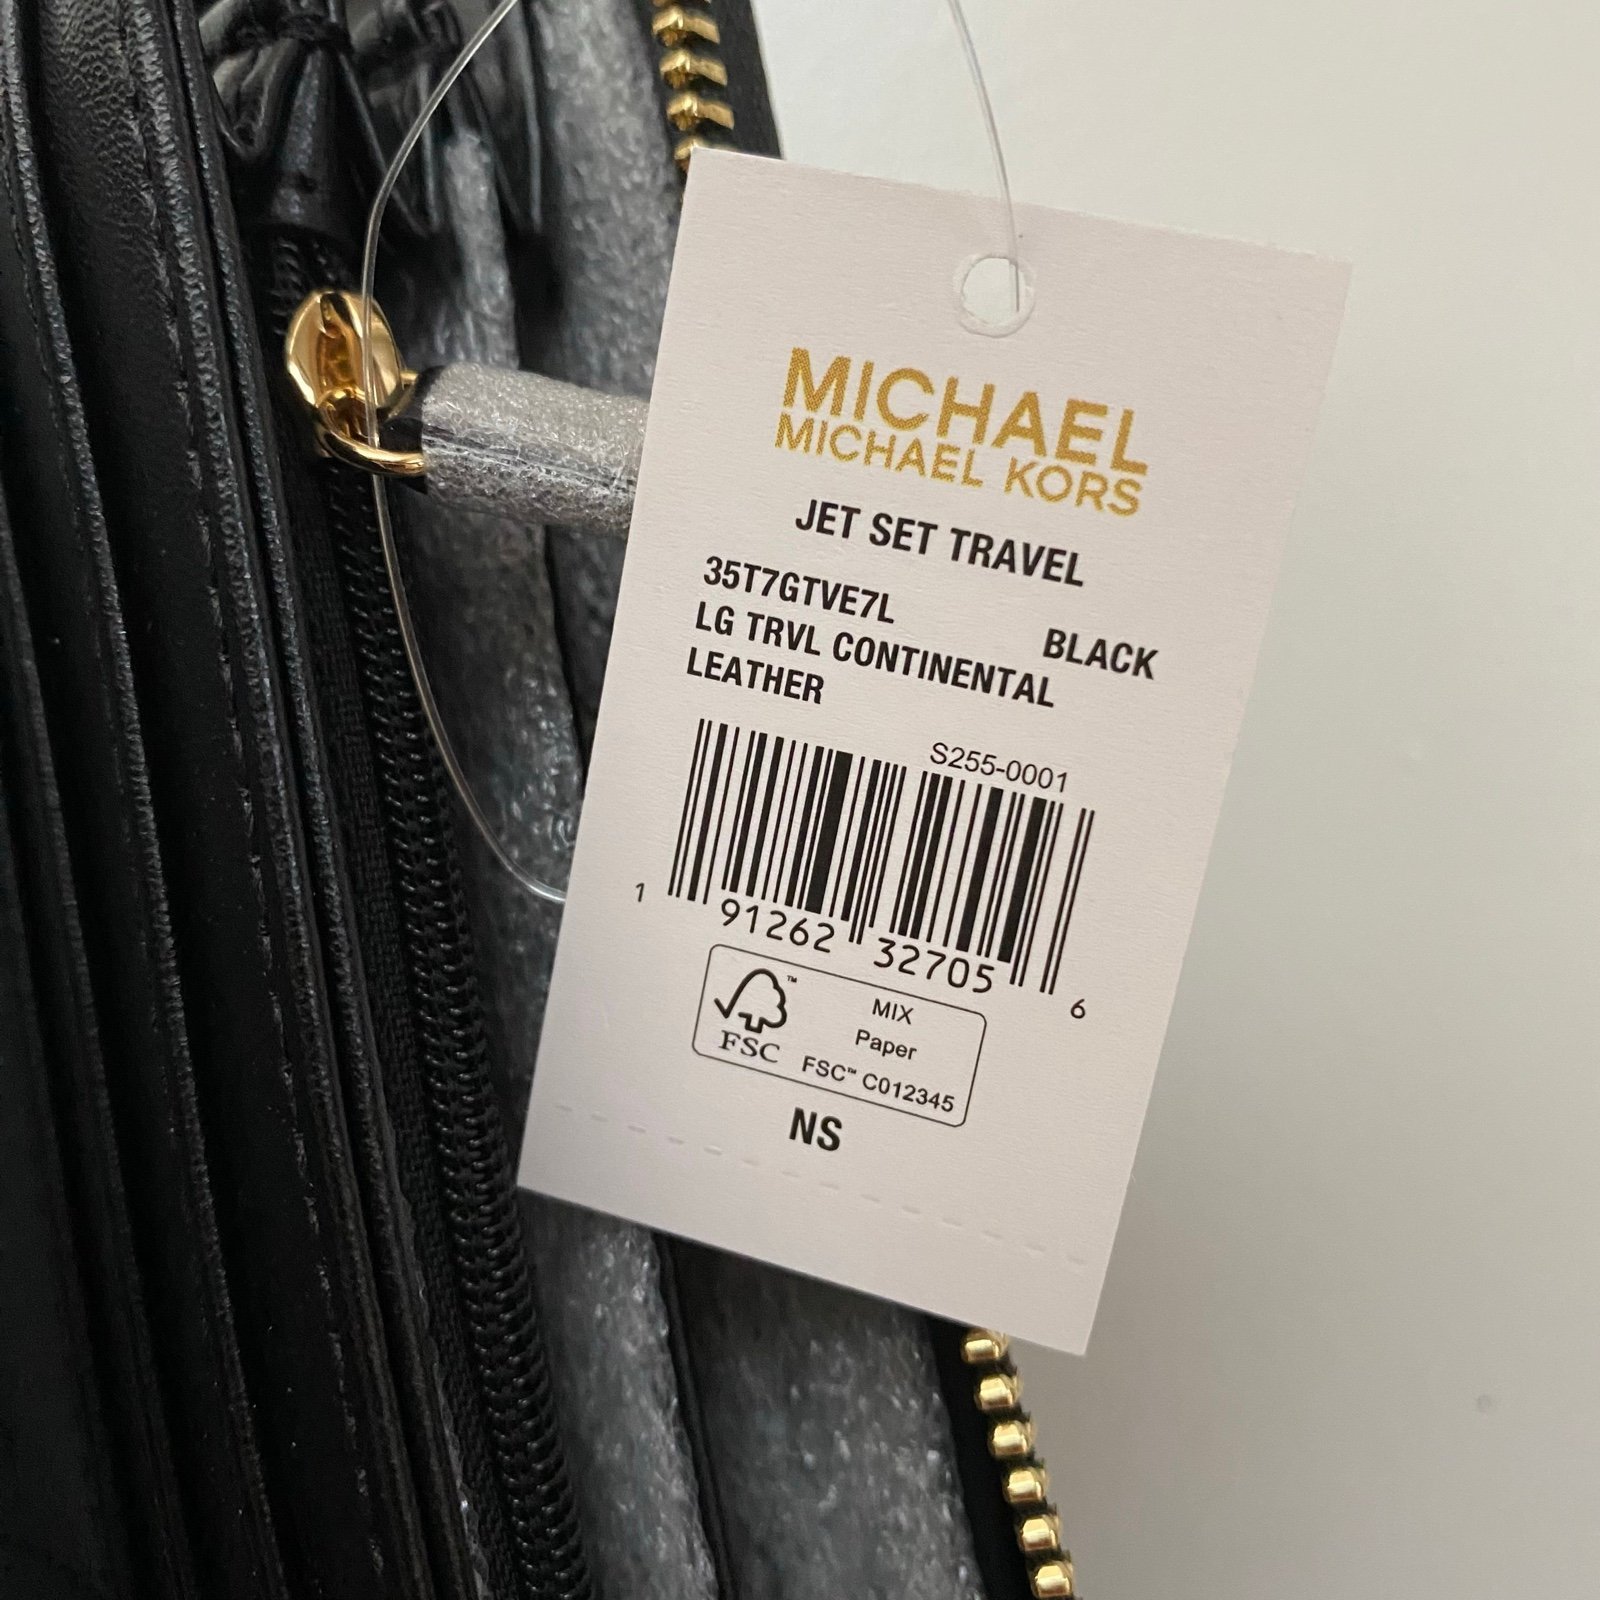 MICHAEL
MICHAEL KORS
JET SET TRAVEL
35T7GTVE7L
BLACK
LG TRVL CONTINENTAL
LEATHER
S255-0001
1 91262 32705 6
FSC
MIX
Paper
FSC™ C012345
NS